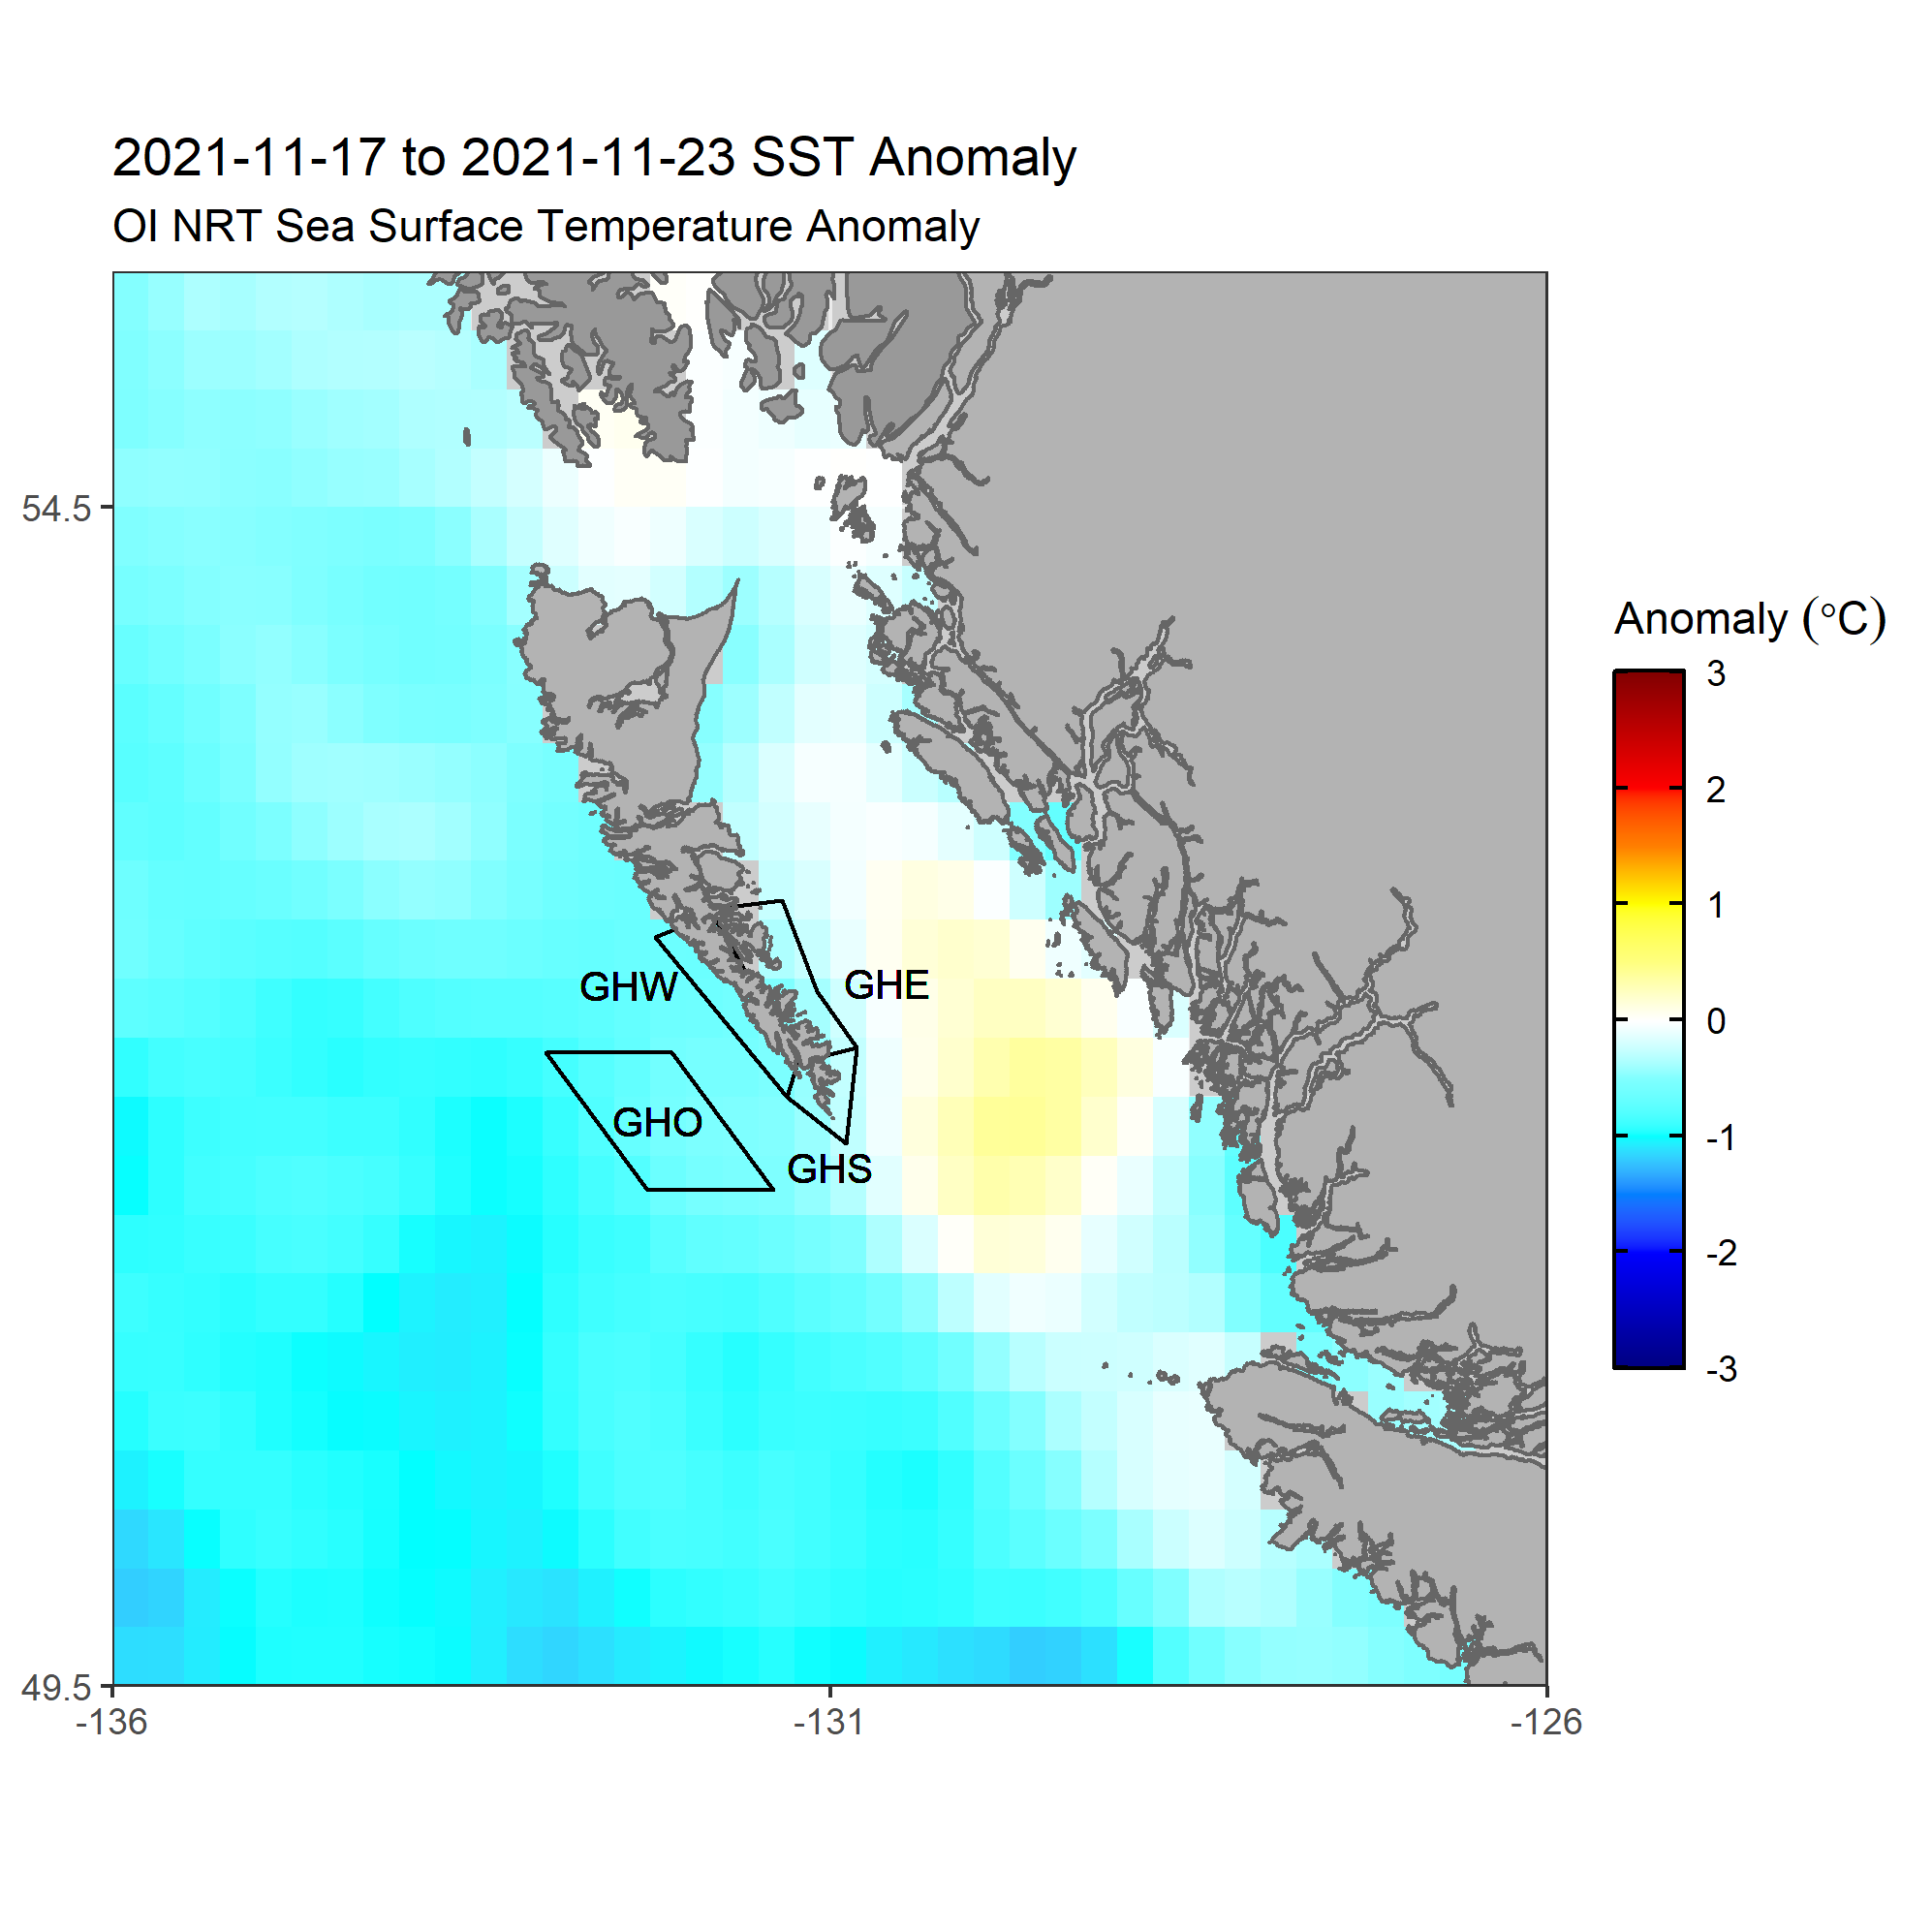 2021-11-17 to 2021-11-23 SST Anomaly
OI NRT Sea Surface Temperature Anomaly
54.5
49.5
-136
-131
-126
GHW
GHE
GHO
GHS
Anomaly (°C)
3
2
1
0
-1
-2
-3